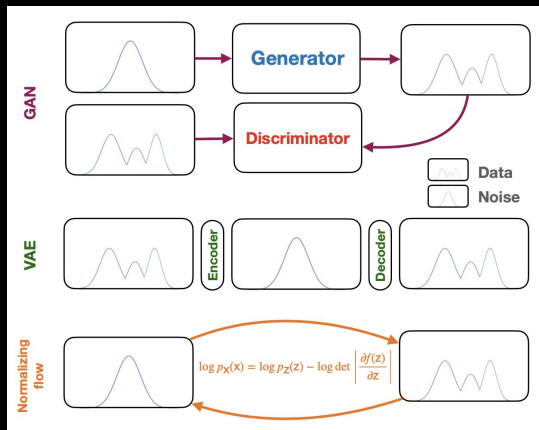 GAN
Generator
Discriminator
Data
Noise
VAE
Encoder
Decoder
Normalizing
flow
log p_X(x) = log p_Z(z) − log det |∂f(z)/∂z|